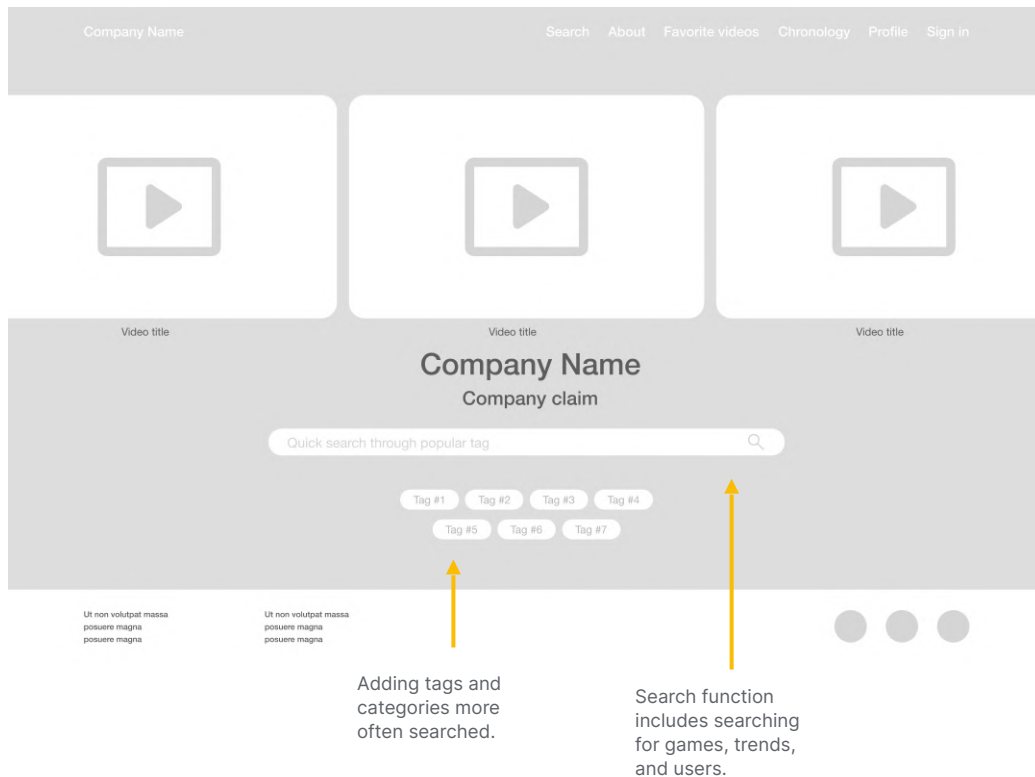 Company Name
Search About Favorite videos Chronology Profile Sign in
Video title
Video title
Video title
Company Name
Company claim
Quick search through popular tag
Tag #1 Tag #2 Tag #3 Tag #4
Tag #5 Tag #6 Tag #7
Ut non volutpat massa
posuere magna
posuere magna
Ut non volutpat massa
posuere magna
posuere magna
Adding tags and
categories more
often searched.
Search function
includes searching
for games, trends,
and users.